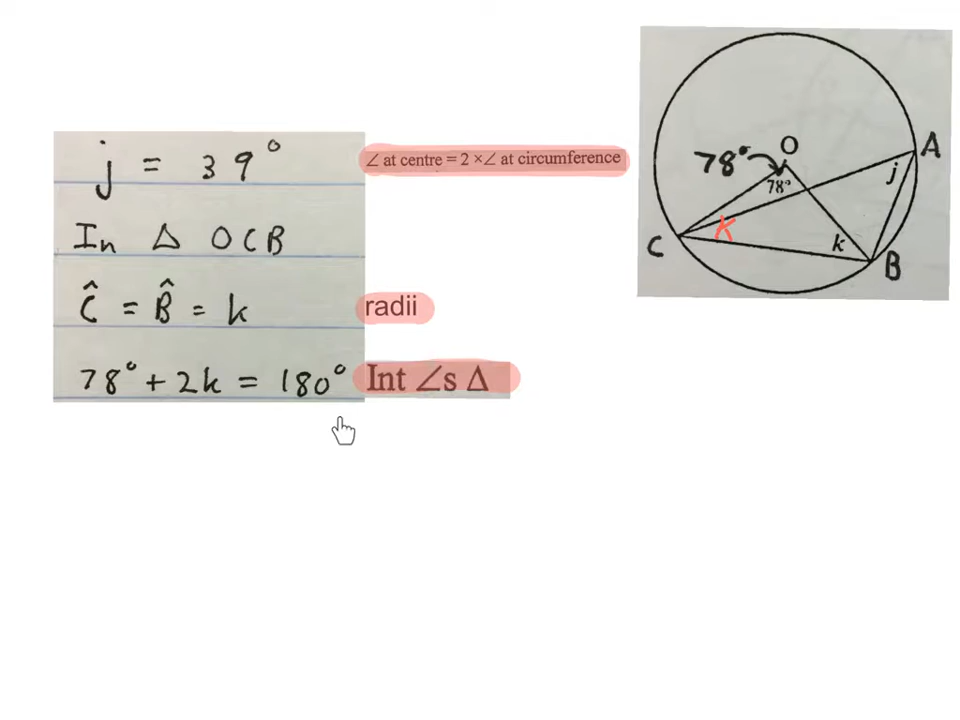 j = 39° ∠ at centre = 2 ×∠ at circumference
In Δ OCB
Ĉ = B̂ = k radii
78° + 2k = 180° Int ∠s Δ
O
A
78°
78°
j
K
C
k
B